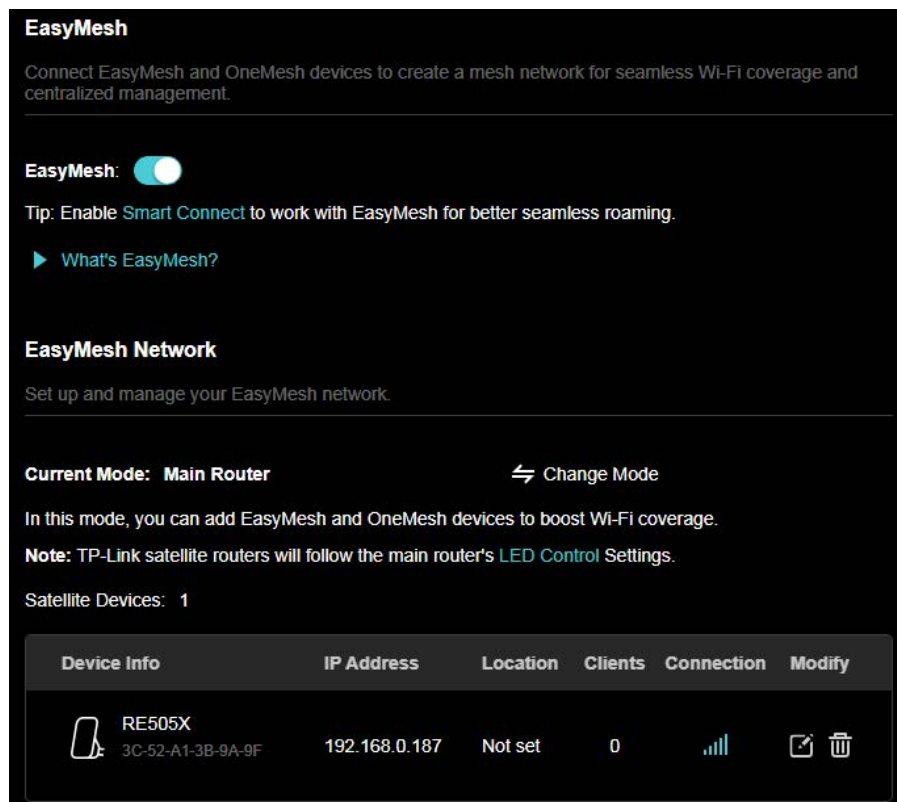 EasyMesh
Connect EasyMesh and OneMesh devices to create a mesh network for seamless Wi-Fi coverage and
centralized management.
EasyMesh:
Tip: Enable Smart Connect to work with EasyMesh for better seamless roaming.
What's EasyMesh?
EasyMesh Network
Set up and manage your EasyMesh network.
Current Mode: Main Router Change Mode
In this mode, you can add EasyMesh and OneMesh devices to boost Wi-Fi coverage.
Note: TP-Link satellite routers will follow the main router's LED Control Settings.
Satellite Devices: 1
Device Info IP Address Location Clients Connection Modify
RE505X
3C-52-A1-3B-9A-9F 192.168.0.187 Not set 0